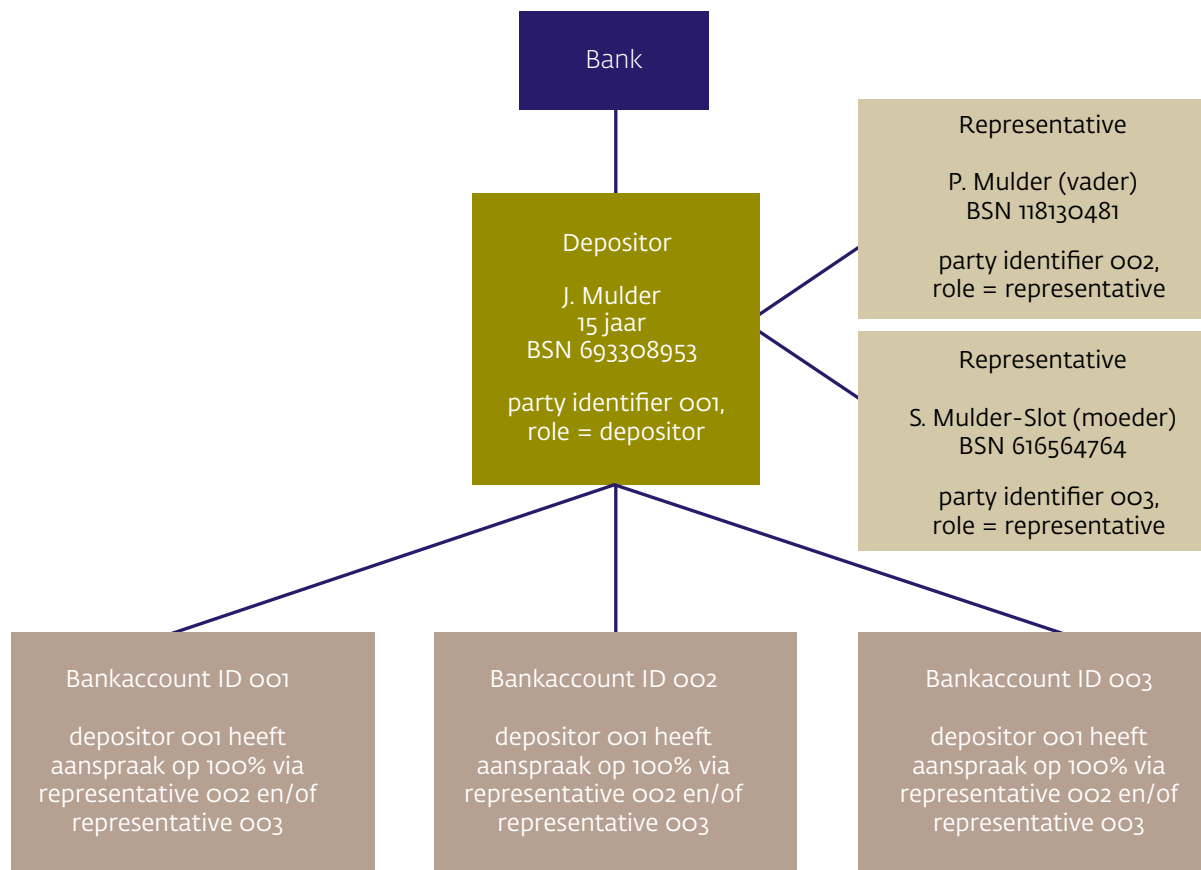 Bank
Representative
P. Mulder (vader)
BSN 118130481
party identifier 002,
role = representative
Depositor
J. Mulder
15 jaar
BSN 693308953
party identifier 001,
role = depositor
Representative
S. Mulder-Slot (moeder)
BSN 616564764
party identifier 003,
role = representative
Bankaccount ID 001
depositor 001 heeft
aanspraak op 100% via
representative 002 en/of
representative 003
Bankaccount ID 002
depositor 001 heeft
aanspraak op 100% via
representative 002 en/of
representative 003
Bankaccount ID 003
depositor 001 heeft
aanspraak op 100% via
representative 002 en/of
representative 003